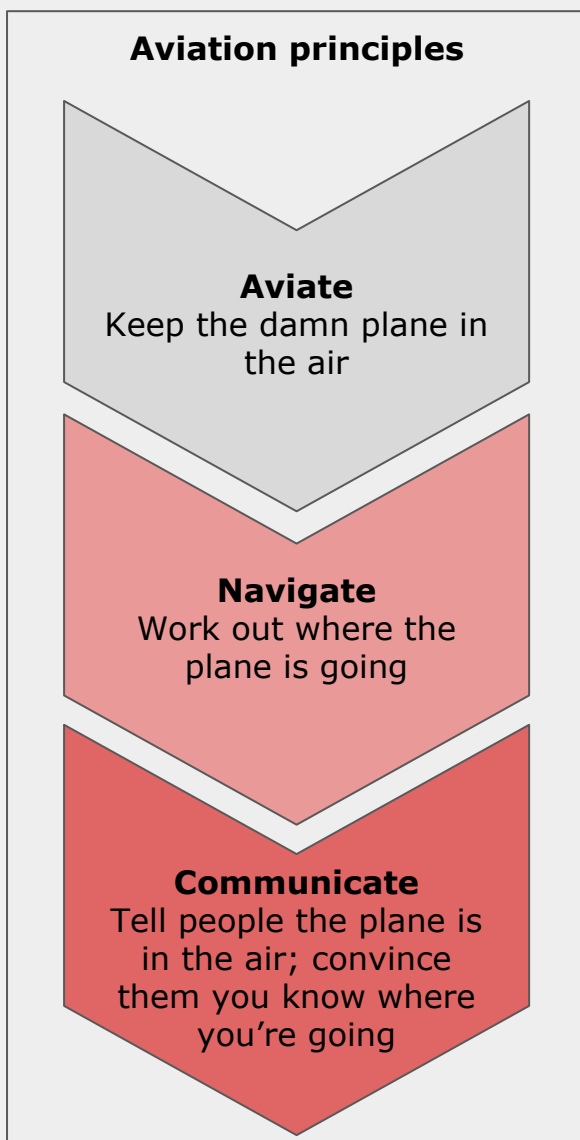 Aviation principles
Aviate
Keep the damn plane in
the air
Navigate
Work out where the
plane is going
Communicate
Tell people the plane is
in the air; convince
them you know where
you’re going